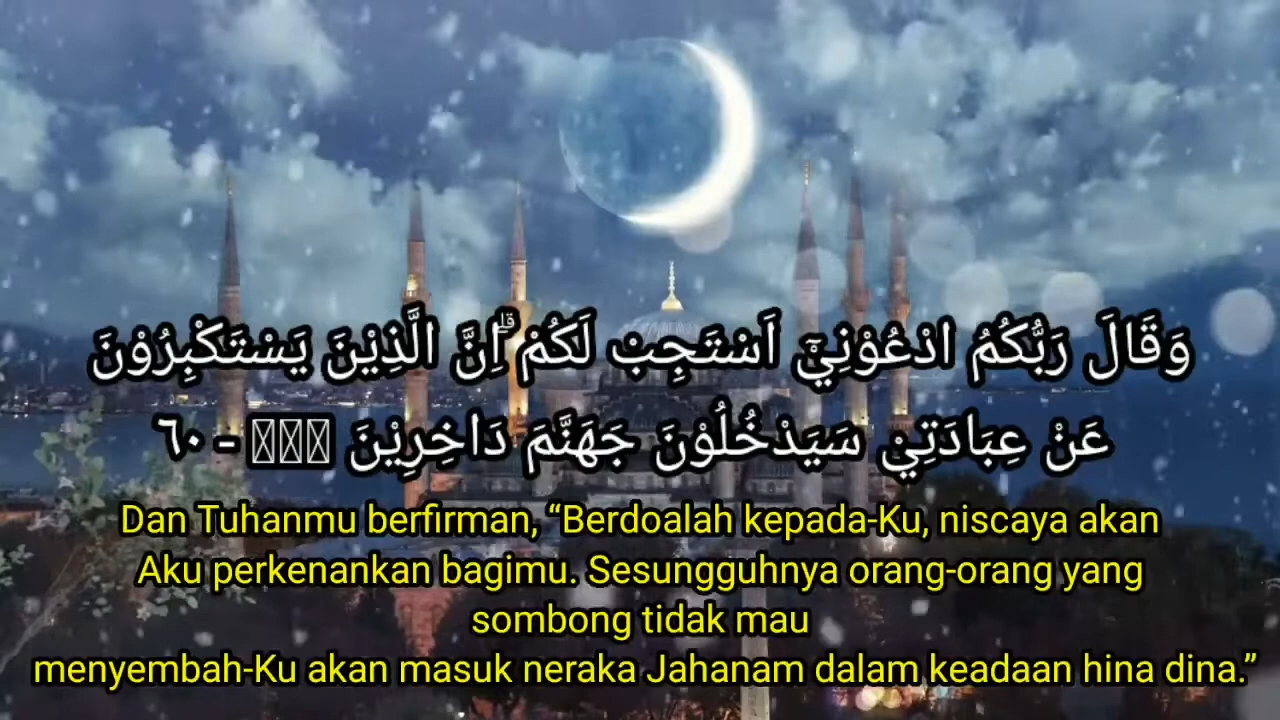 وَقَالَ رَبُّكُمُ ادْعُوْنِيْٓ اَسْتَجِبْ لَكُمْ ۗاِنَّ الَّذِيْنَ يَسْتَكْبِرُوْنَ
عَنْ عِبَادَتِيْ سَيَدْخُلُوْنَ جَهَنَّمَ دَاخِرِيْنَ - ٦٠
Dan Tuhanmu berfirman, “Berdoalah kepada-Ku, niscaya akan
Aku perkenankan bagimu. Sesungguhnya orang-orang yang
sombong tidak mau
menyembah-Ku akan masuk neraka Jahanam dalam keadaan hina dina.”